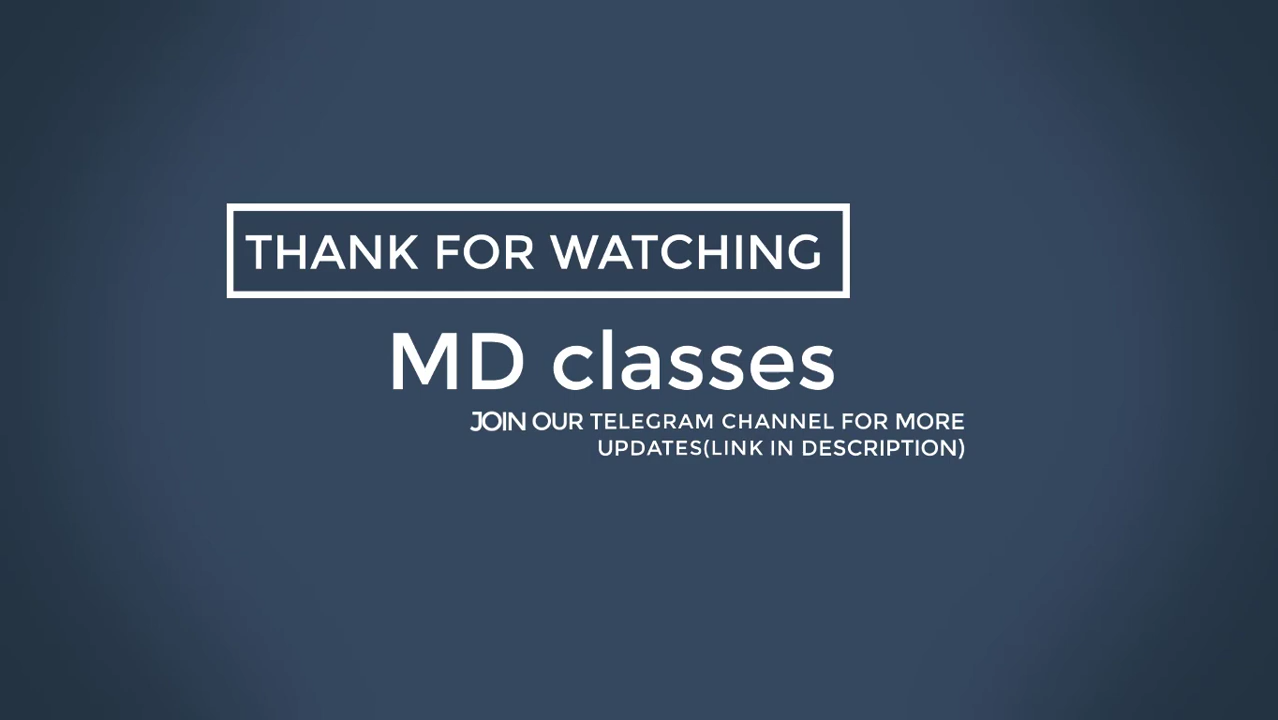 THANK FOR WATCHING
MD classes
JOIN OUR TELEGRAM CHANNEL FOR MORE
UPDATES(LINK IN DESCRIPTION)